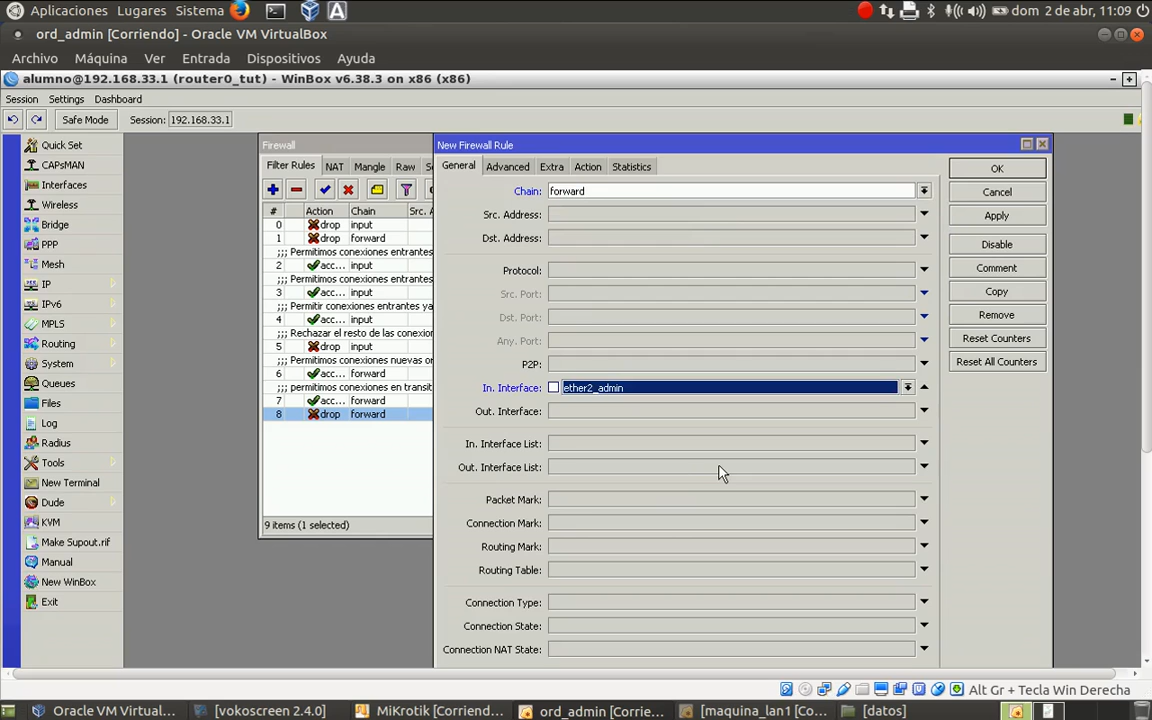 Aplicaciones Lugares Sistema dom 2 de abr, 11:09
ord_admin [Corriendo] - Oracle VM VirtualBox
Archivo Máquina Ver Entrada Dispositivos Ayuda
alumno@192.168.33.1 (router0_tut) - WinBox v6.38.3 on x86 (x86)
Session Settings Dashboard
Safe Mode Session: 192.168.33.1
Quick Set
CAPsMAN
Interfaces
Wireless
Bridge
PPP
Mesh
IP
IPv6
MPLS
Routing
System
Queues
Files
Log
Radius
Tools
New Terminal
Dude
KVM
Make Supout.rif
Manual
New WinBox
Exit
Firewall
Filter Rules NAT Mangle Raw
# Action Chain Src. A
0 drop input
1 drop forward
;;; Permitimos conexiones entrantes
2 acc... input
;;; Permitimos conexiones entrantes
3 acc... input
;;; Permitir conexiones entrantes ya
4 acc... input
;;; Rechazar el resto de las conexion
5 drop input
;;; Permitimos conexiones nuevas or
6 acc... forward
;;; permitimos conexiones en transit
7 acc... forward
8 drop forward
9 items (1 selected)
New Firewall Rule
General Advanced Extra Action Statistics
Chain: forward
Src. Address:
Dst. Address:
Protocol:
Src. Port:
Dst. Port:
Any. Port:
P2P:
In. Interface: ether2_admin
Out. Interface:
In. Interface List:
Out. Interface List:
Packet Mark:
Connection Mark:
Routing Mark:
Routing Table:
Connection Type:
Connection State:
Connection NAT State:
OK
Cancel
Apply
Disable
Comment
Copy
Remove
Reset Counters
Reset All Counters
Alt Gr + Tecla Win Derecha
Oracle VM Virtual... [vokoscreen 2.4.0] MiKrotik [Corrien... ord_admin [Corrie... [maquina_lan1 [Co... [datos]